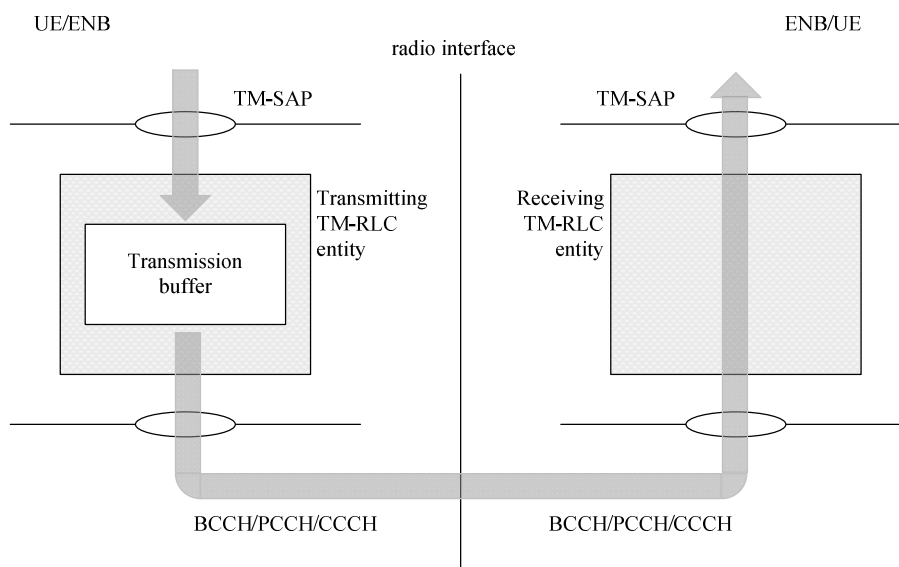 UE/ENB
ENB/UE
radio interface
TM-SAP
TM-SAP
Transmitting
TM-RLC
entity
Receiving
TM-RLC
entity
Transmission
buffer
BCCH/PCCH/CCCH
BCCH/PCCH/CCCH